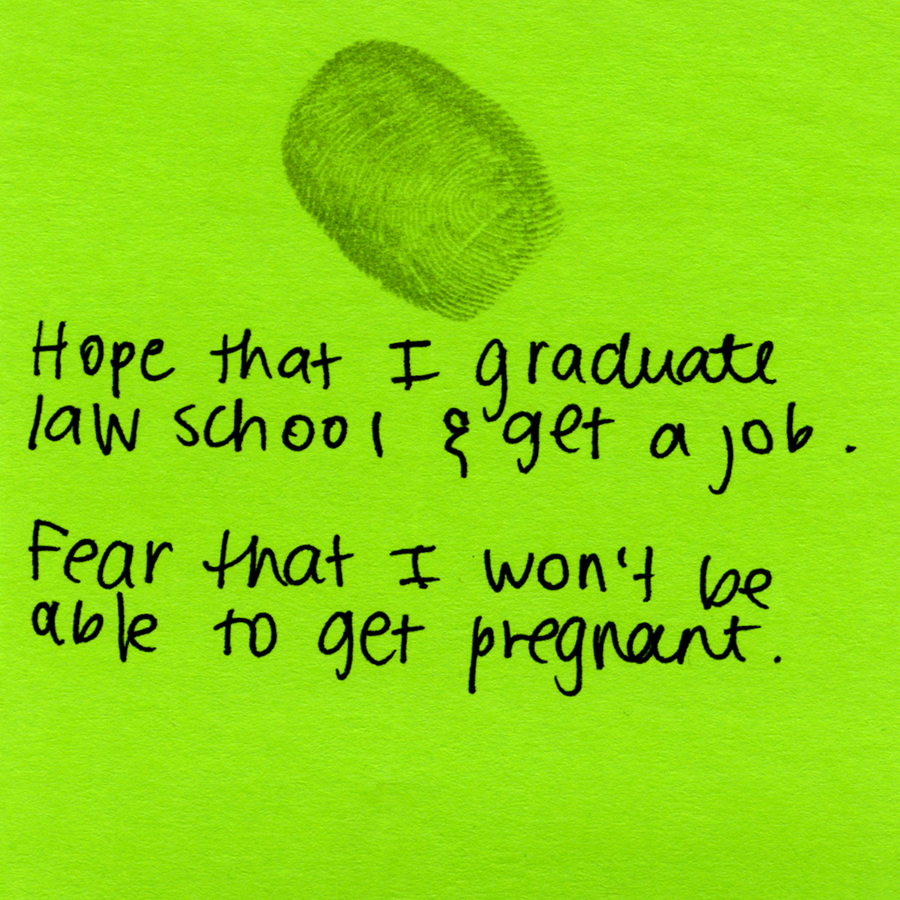 Hope that I graduate
law school & get a job.
Fear that I won't be
able to get pregnant.